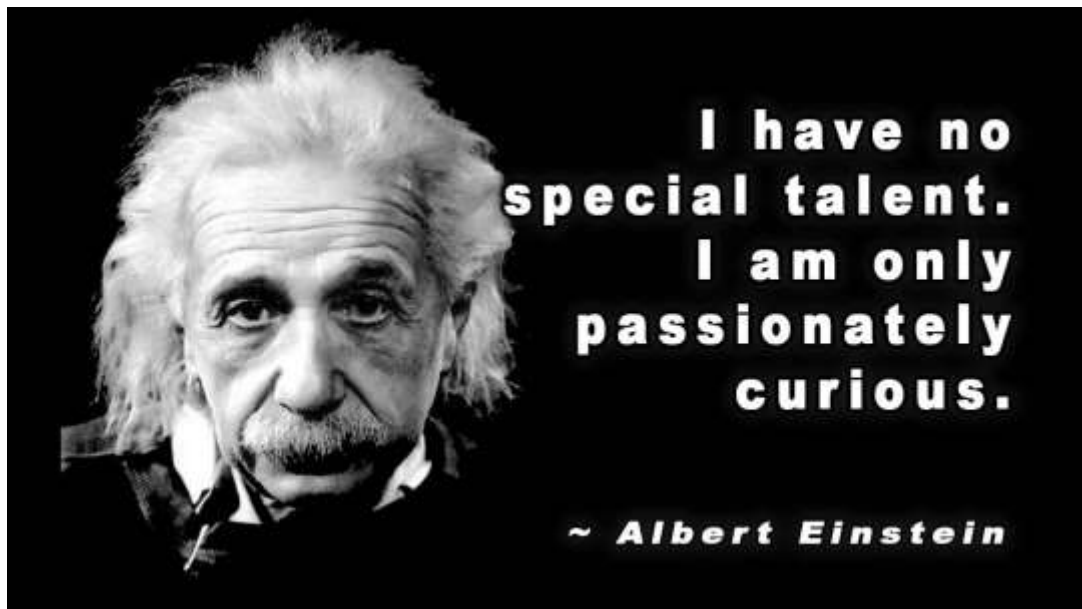 I have no
special talent.
I am only
passionately
curious.
~ Albert Einstein